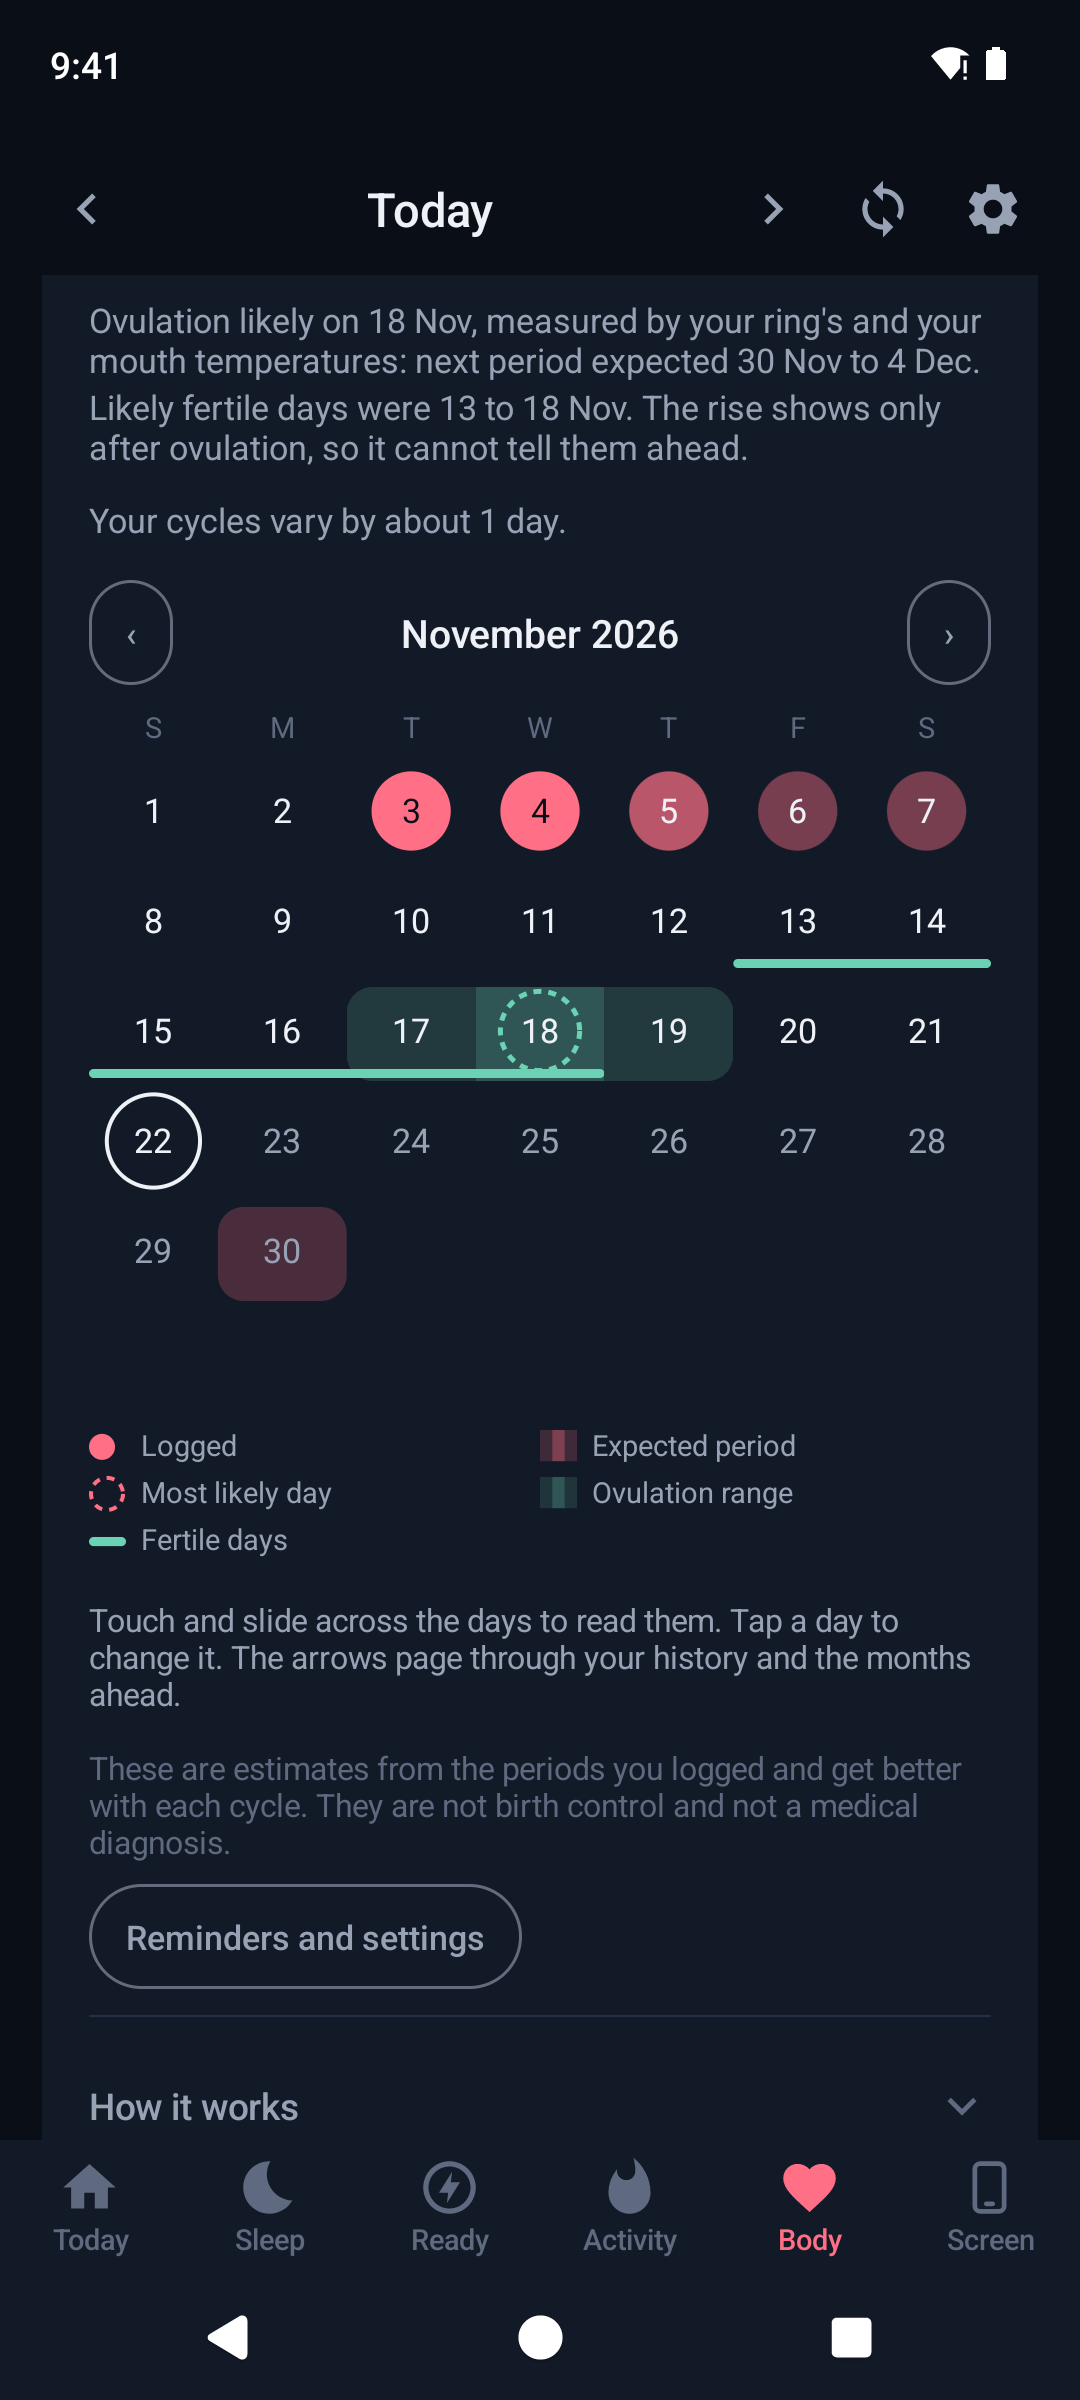 9:41
Today
Ovulation likely on 18 Nov, measured by your ring's and your
mouth temperatures: next period expected 30 Nov to 4 Dec.
Likely fertile days were 13 to 18 Nov. The rise shows only
after ovulation, so it cannot tell them ahead.
Your cycles vary by about 1 day.
‹ November 2026 ›
S M T W T F S
1 2 3 4 5 6 7
8 9 10 11 12 13 14
15 16 17 18 19 20 21
22 23 24 25 26 27 28
29 30
Logged Expected period
Most likely day Ovulation range
Fertile days
Touch and slide across the days to read them. Tap a day to
change it. The arrows page through your history and the months
ahead.
These are estimates from the periods you logged and get better
with each cycle. They are not birth control and not a medical
diagnosis.
Reminders and settings
How it works
Today Sleep Ready Activity Body Screen